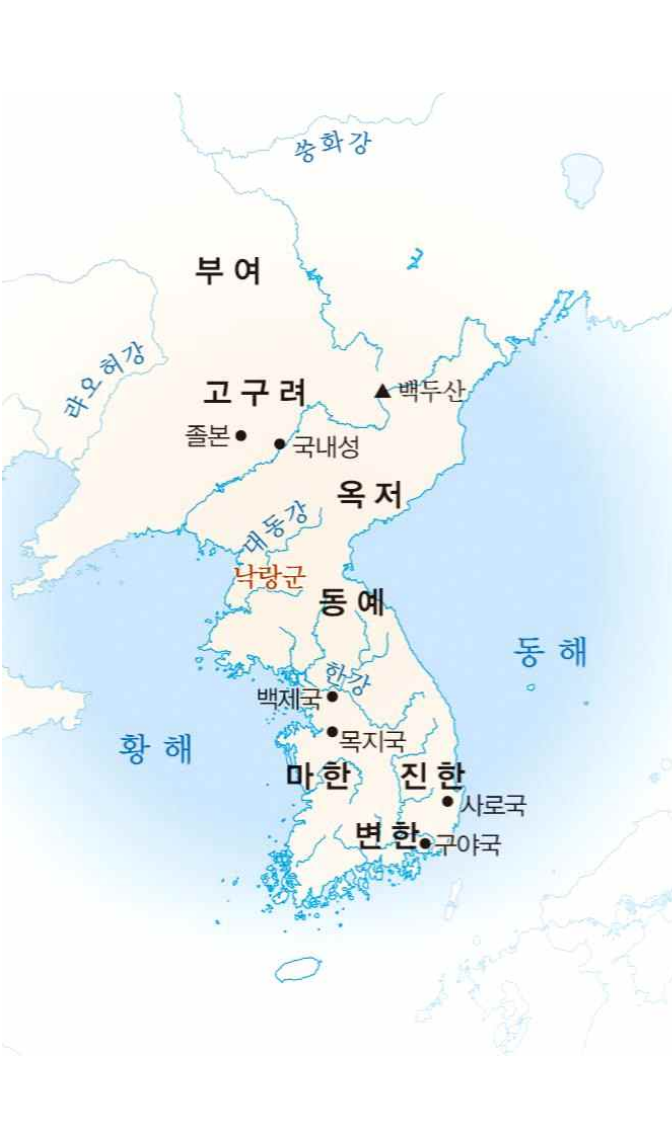 쑹화강
부여
랴오허강
고구려
백두산
졸본
국내성
옥저
대동강
낙랑군
동예
동해
한강
백제국
목지국
황해
마한
진한
사로국
변한
구야국